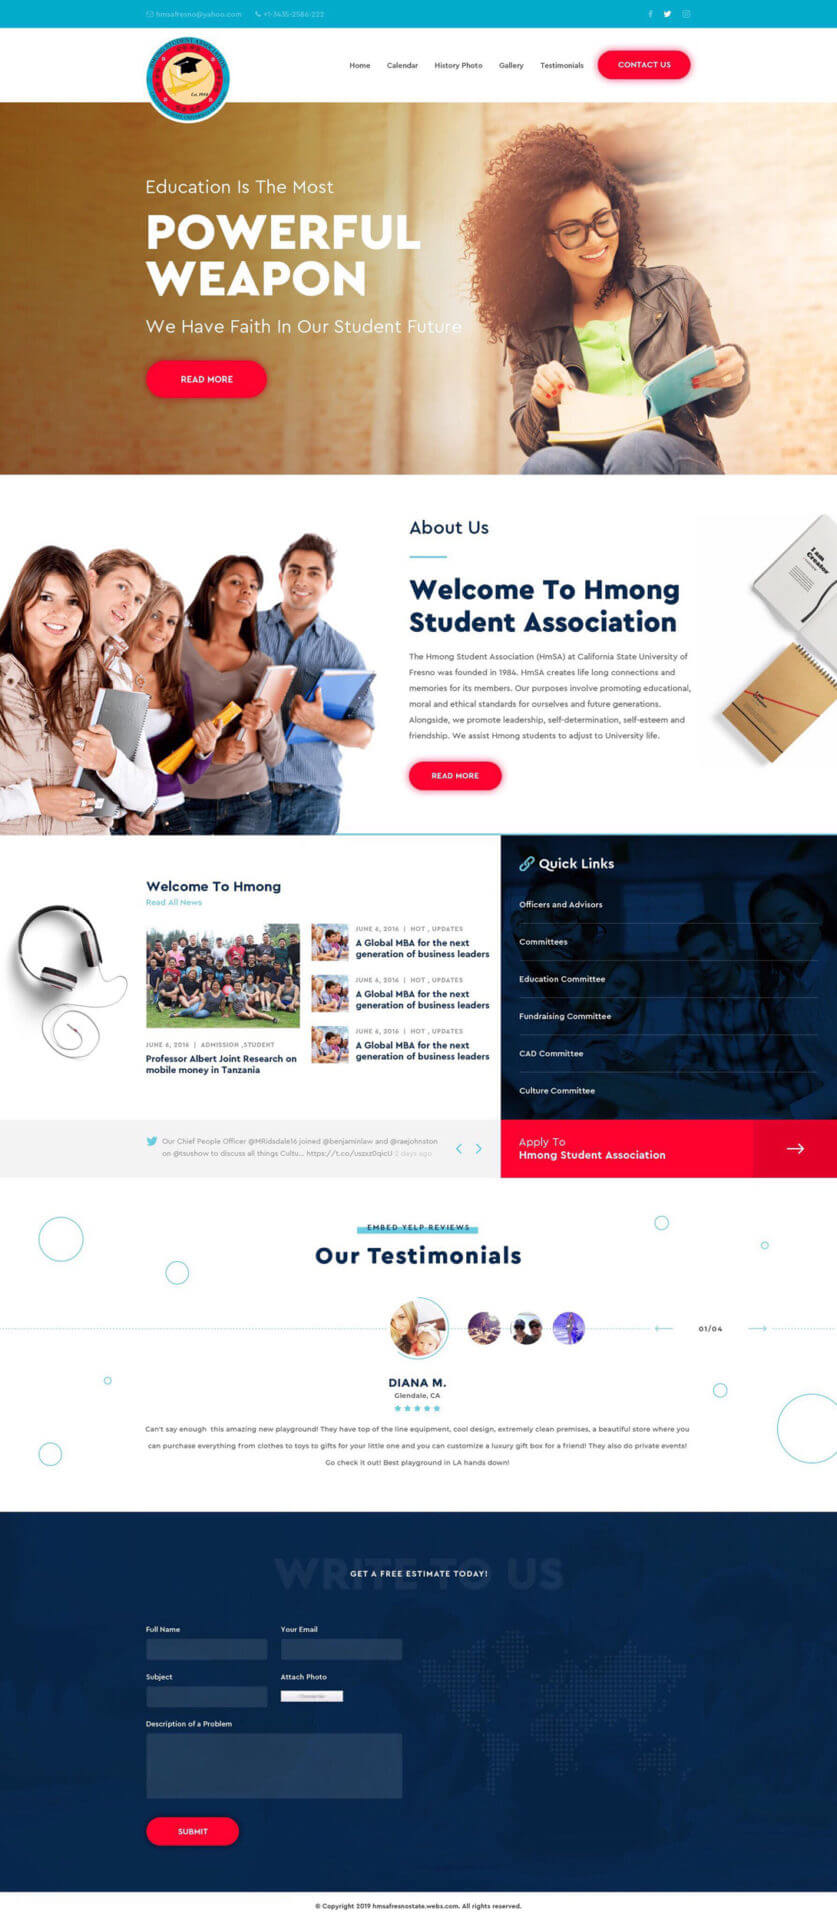 hmsafresno@yahoo.com +1-3435-2586-222
Home Calendar History Photo Gallery Testimonials CONTACT US
Education Is The Most
POWERFUL
WEAPON
We Have Faith In Our Student Future
READ MORE
About Us
Welcome To Hmong
Student Association
The Hmong Student Association (HmSA) at California State University of
Fresno was founded in 1984. HmSA creates life long connections and
memories for its members. Our purposes involve promoting educational,
moral and ethical standards for ourselves and future generations.
Alongside, we promote leadership, self-determination, self-esteem and
friendship. We assist Hmong students to adjust to University life.
READ MORE
I am
Creator
Welcome To Hmong
Read All News
JUNE 6, 2016 | ADMISSION ,STUDENT
Professor Albert Joint Research on
mobile money in Tanzania
JUNE 6, 2016 | HOT , UPDATES
A Global MBA for the next
generation of business leaders
JUNE 6, 2016 | HOT , UPDATES
A Global MBA for the next
generation of business leaders
JUNE 6, 2016 | HOT , UPDATES
A Global MBA for the next
generation of business leaders
Quick Links
Officers and Advisors
Committees
Education Committee
Fundraising Committee
CAD Committee
Culture Committee
Our Chief People Officer @MRidsdale16 joined @benjaminlaw and @raejohnston
on @tsushow to discuss all things Cultu... https://t.co/uszxz0qicU 2 days ago
Apply To
Hmong Student Association
EMBED YELP REVIEWS
Our Testimonials
01/04
DIANA M.
Glendale, CA
Can't say enough this amazing new playground! They have top of the line equipment, cool design, extremely clean premises, a beautiful store where you
can purchase everything from clothes to toys to gifts for your little one and you can customize a luxury gift box for a friend! They also do private events!
Go check it out! Best playground in LA hands down!
WRITE TO US
GET A FREE ESTIMATE TODAY!
Full Name Your Email
Subject Attach Photo
Description of a Problem
SUBMIT
© Copyright 2019 hmsafresnostate.webs.com. All rights reserved.